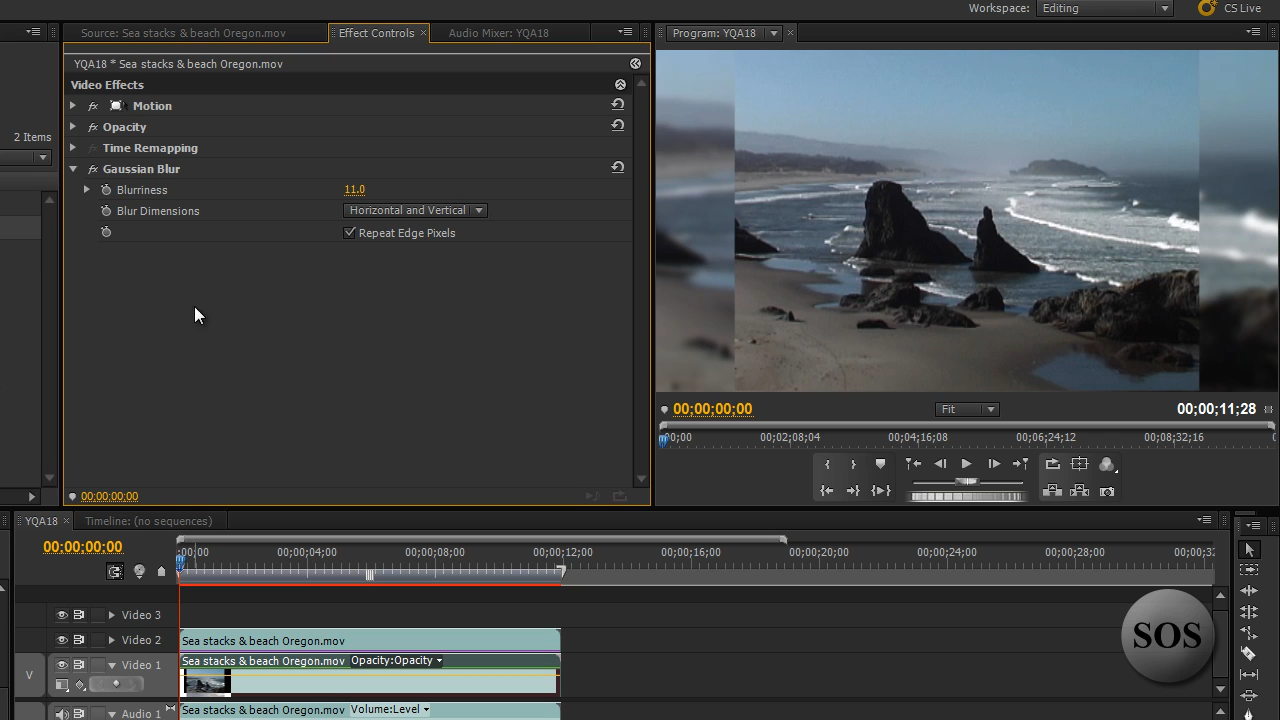 Workspace: Editing CS Live
Source: Sea stacks & beach Oregon.mov Effect Controls × Audio Mixer: YQA18 Program: YQA18 ×
YQA18 * Sea stacks & beach Oregon.mov
Video Effects
fx Motion
fx Opacity
2 Items
fx Time Remapping
fx Gaussian Blur
Blurriness 11.0
Blur Dimensions Horizontal and Vertical
Repeat Edge Pixels
00;00;00;00 Fit 00;00;11;28
00;00 00;02;08;04 00;04;16;08 00;06;24;12 00;08;32;16
00:00:00:00
YQA18 × Timeline: (no sequences)
00:00:00:00
:00;00 00;00;04;00 00;00;08;00 00;00;12;00 00;00;16;00 00;00;20;00 00;00;24;00 00;00;28;00 00;00;32
Video 3
Video 2 Sea stacks & beach Oregon.mov
V Video 1 Sea stacks & beach Oregon.mov Opacity:Opacity
Audio 1 Sea stacks & beach Oregon.mov Volume:Level
SOS